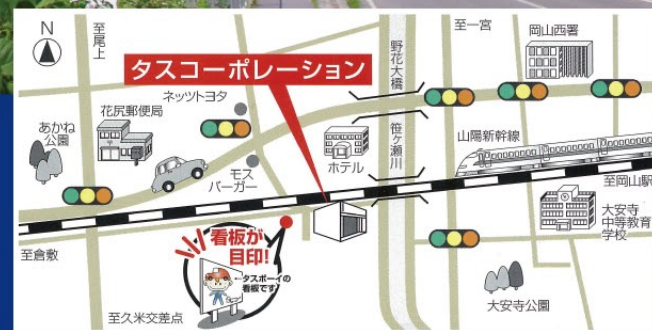 N
至尾上
至一宮
岡山西署
野花大橋
タスコーポレーション
ネッツトヨタ
花尻郵便局
あかね
公園
笹ヶ瀬川
山陽新幹線
ホテル
モス
バーガー
至岡山駅
大安寺
中等教育
学校
看板が
目印!
至倉敷
←タスボーイの
看板です
大安寺公園
至久米交差点